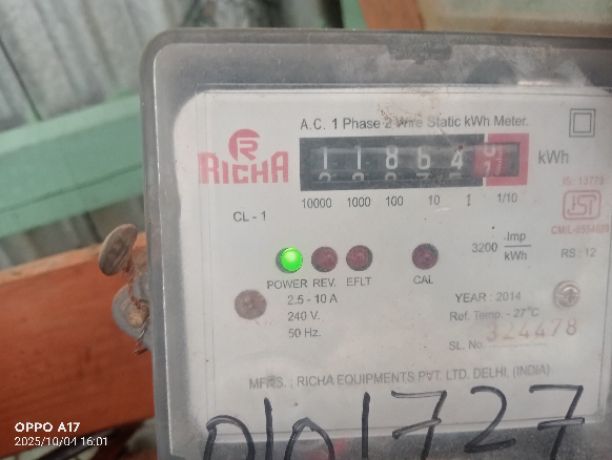 A.C. 1 Phase 2 Wire Static kWh Meter.
R
RICHA
11864
kWh
10000 1000 100 10 1 1/10
IS: 13779
CL - 1
3200 Imp/kWh
RS : 12
POWER REV. EFLT CAL
2.5 - 10 A
240 V.
50 Hz.
YEAR : 2014
Ref. Temp. - 27°C
SL. No. 324478
MFRS. : RICHA EQUIPMENTS PVT. LTD. DELHI, (INDIA)
0101727
OPPO A17
2025/10/04 16:01